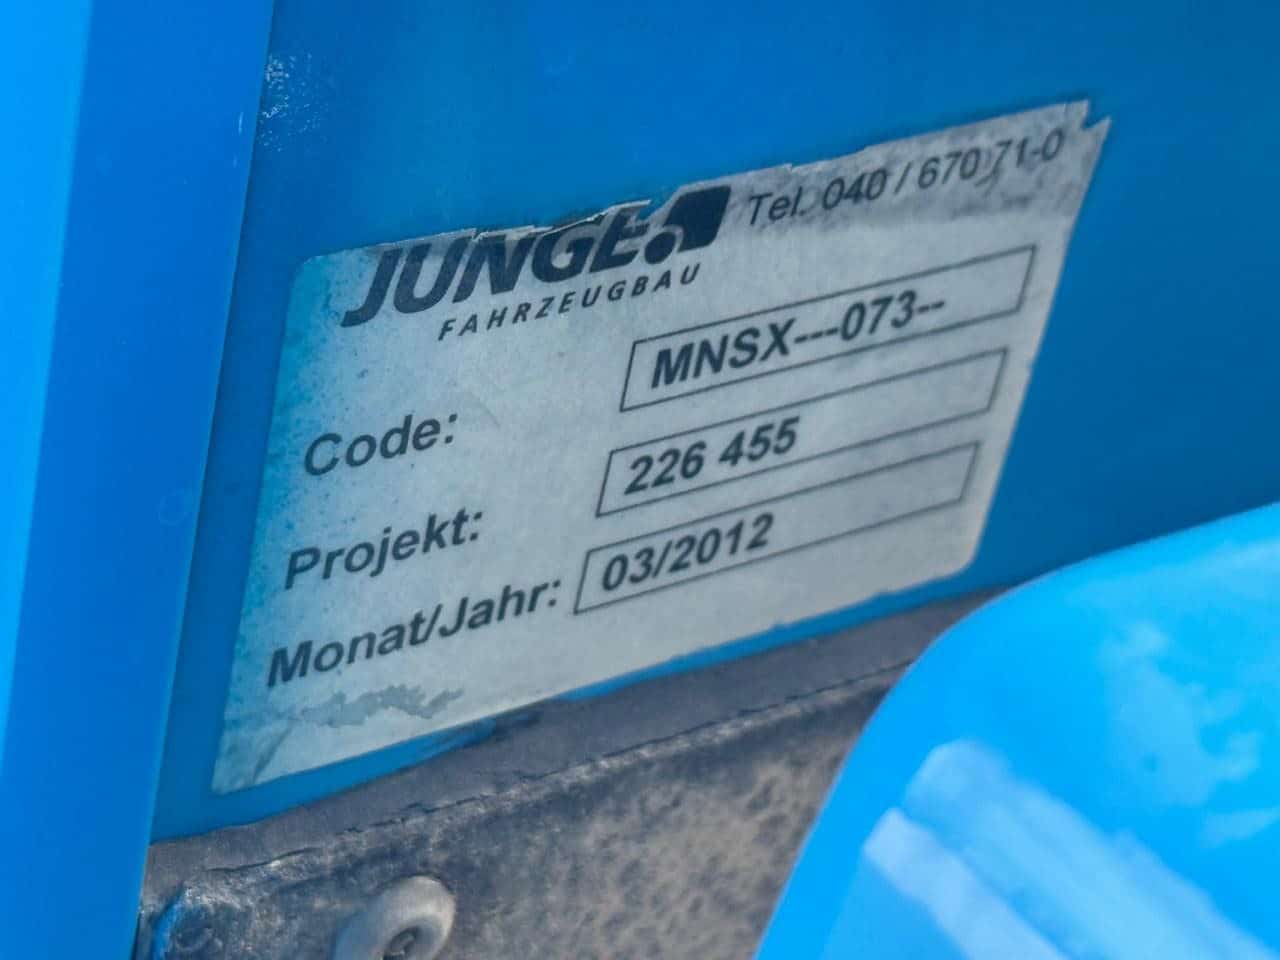 JUNGE
FAHRZEUGBAU
Tel. 040 / 670 71-0
Code: MNSX---073--
Projekt: 226 455
Monat/Jahr: 03/2012